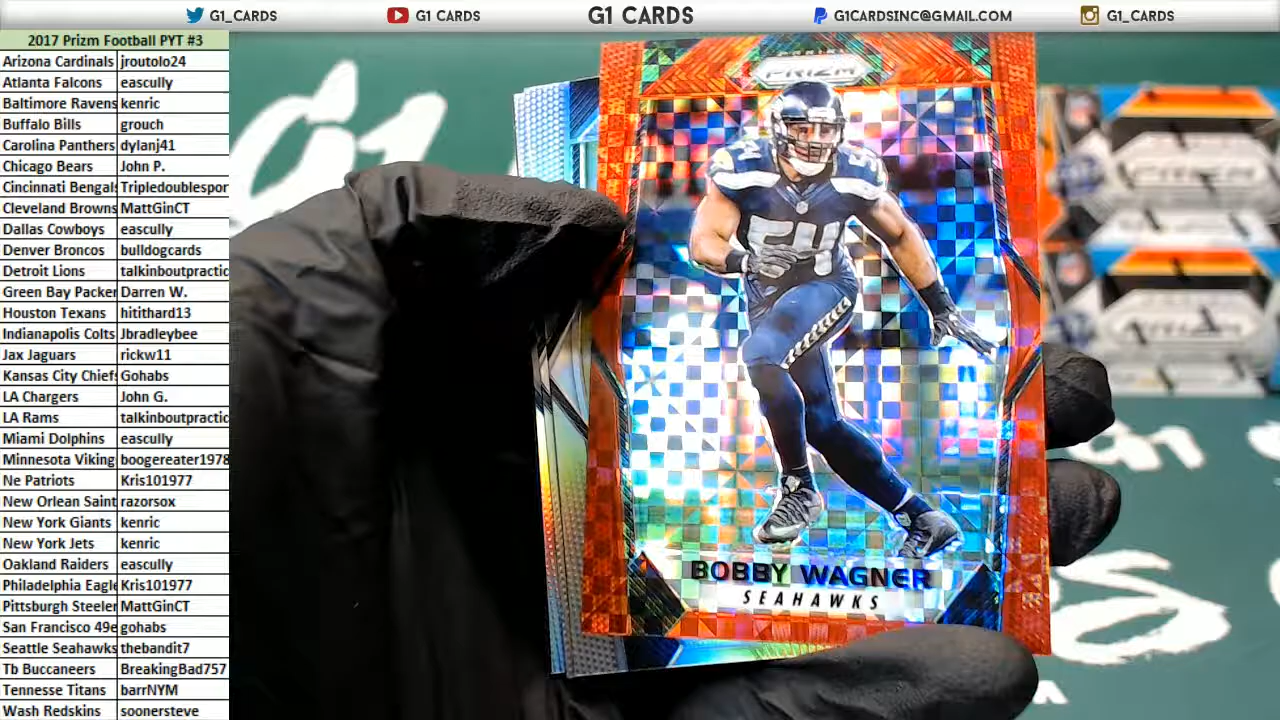 G1_CARDS G1 CARDS G1 CARDS G1CARDSINC@GMAIL.COM G1_CARDS
2017 Prizm Football PYT #3
Arizona Cardinals jroutolo24
Atlanta Falcons eascully
Baltimore Ravens kenric
Buffalo Bills grouch
Carolina Panthers dylanj41
Chicago Bears John P.
Cincinnati Bengals Tripledoublespor
Cleveland Browns MattGinCT
Dallas Cowboys eascully
Denver Broncos bulldogcards
Detroit Lions talkinboutpractic
Green Bay Packer Darren W.
Houston Texans hitithard13
Indianapolis Colts Jbradleybee
Jax Jaguars rickw11
Kansas City Chiefs Gohabs
LA Chargers John G.
LA Rams talkinboutpractic
Miami Dolphins eascully
Minnesota Viking boogereater1978
Ne Patriots Kris101977
New Orlean Saint razorsox
New York Giants kenric
New York Jets kenric
Oakland Raiders eascully
Philadelphia Eagle Kris101977
Pittsburgh Steeler MattGinCT
San Francisco 49e gohabs
Seattle Seahawks thebandit7
Tb Buccaneers BreakingBad757
Tennesse Titans barrNYM
Wash Redskins soonersteve
PANINI
PRIZM
54
BOBBY WAGNER
SEAHAWKS